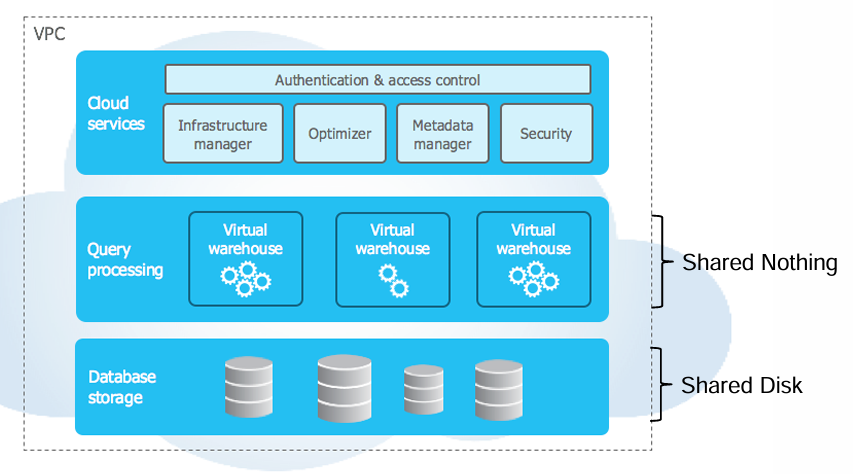 VPC
Cloud
services
Authentication & access control
Infrastructure
manager
Optimizer
Metadata
manager
Security
Query
processing
Virtual
warehouse
Virtual
warehouse
Virtual
warehouse
Shared Nothing
Database
storage
Shared Disk